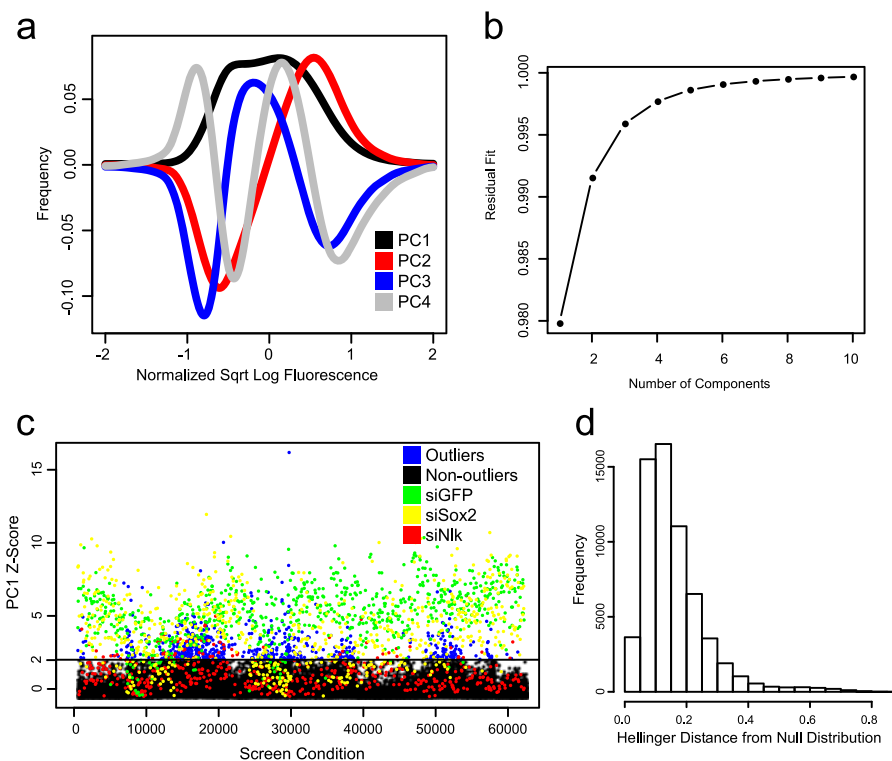 a
0.05
0.00
-0.05
-0.10
Frequency
PC1
PC2
PC3
PC4
-2 -1 0 1 2
Normalized Sqrt Log Fluorescence
b
1.000
0.995
0.990
0.985
0.980
Residual Fit
2 4 6 8 10
Number of Components
c
15
10
5
2
0
PC1 Z-Score
Outliers
Non-outliers
siGFP
siSox2
siNlk
0 10000 20000 30000 40000 50000 60000
Screen Condition
d
15000
10000
5000
0
Frequency
0.0 0.2 0.4 0.6 0.8
Hellinger Distance from Null Distribution